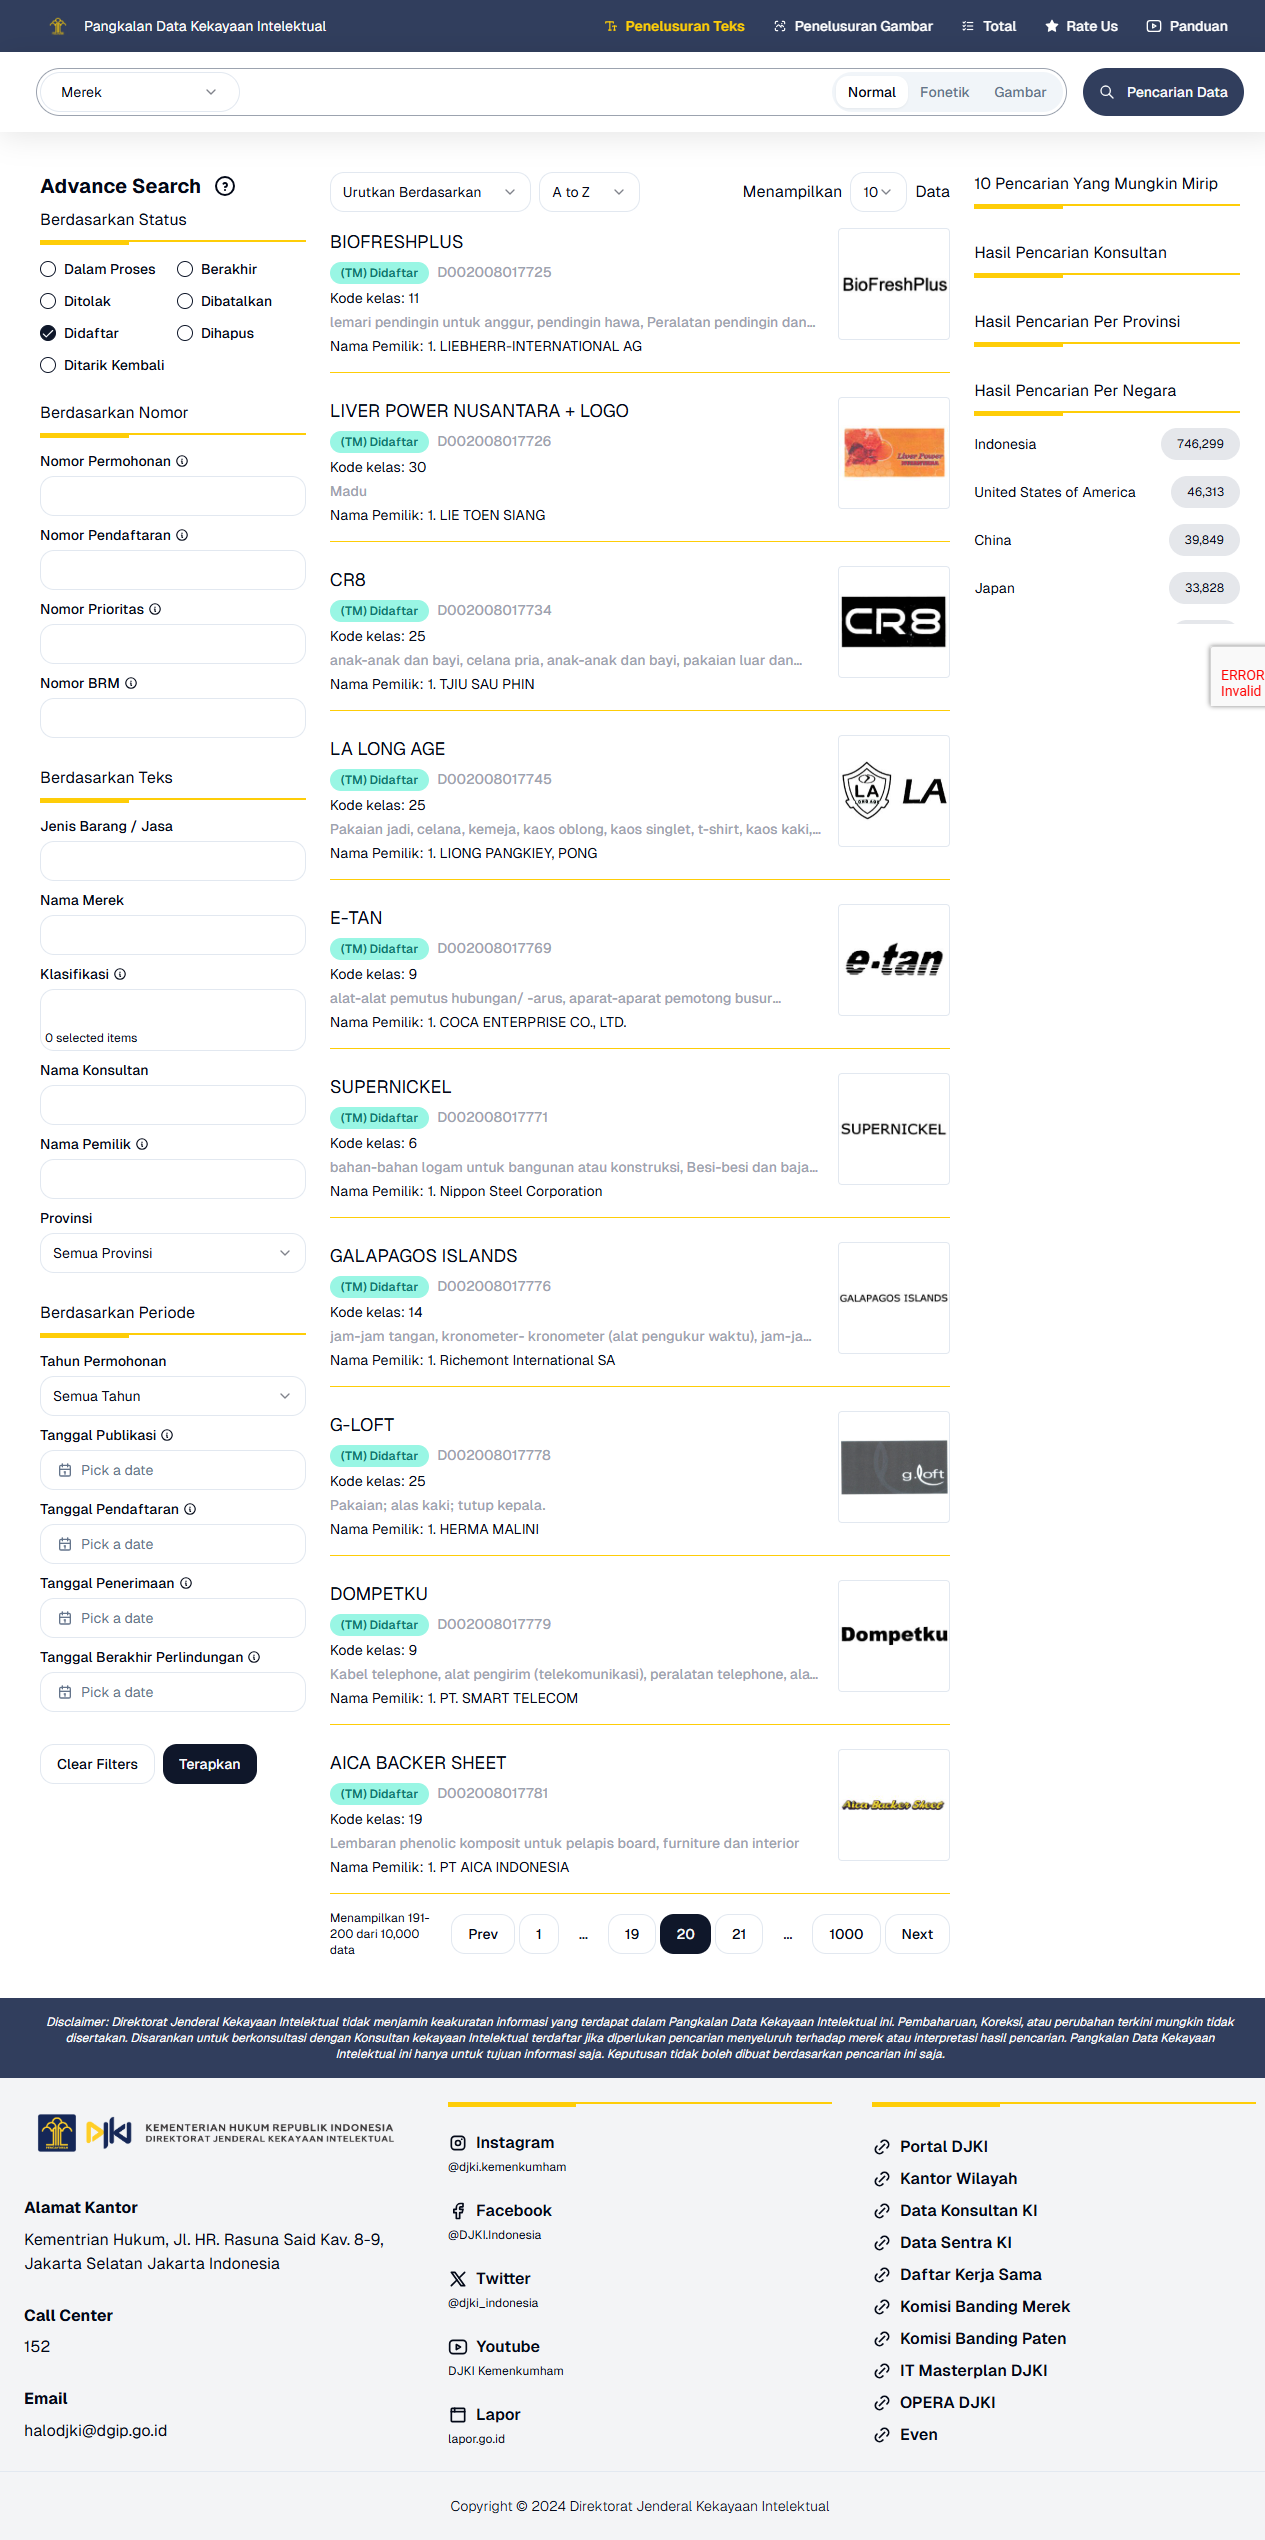 Pangkalan Data Kekayaan Intelektual
Penelusuran Teks
Penelusuran Gambar
Total
Rate Us
Panduan
Merek
Normal
Fonetik
Gambar
Pencarian Data
Advance Search
Berdasarkan Status
Dalam Proses
Berakhir
Ditolak
Dibatalkan
Didaftar
Dihapus
Ditarik Kembali
Berdasarkan Nomor
Nomor Permohonan
Nomor Pendaftaran
Nomor Prioritas
Nomor BRM
Berdasarkan Teks
Jenis Barang / Jasa
Nama Merek
Klasifikasi
0 selected items
Nama Konsultan
Nama Pemilik
Provinsi
Semua Provinsi
Berdasarkan Periode
Tahun Permohonan
Semua Tahun
Tanggal Publikasi
Pick a date
Tanggal Pendaftaran
Pick a date
Tanggal Penerimaan
Pick a date
Tanggal Berakhir Perlindungan
Pick a date
Clear Filters
Terapkan
Urutkan Berdasarkan
A to Z
Menampilkan
10
Data
BIOFRESHPLUS
(TM) Didaftar
D002008017725
Kode kelas: 11
lemari pendingin untuk anggur, pendingin hawa, Peralatan pendingin dan...
Nama Pemilik: 1. LIEBHERR-INTERNATIONAL AG
BioFreshPlus
LIVER POWER NUSANTARA + LOGO
(TM) Didaftar
D002008017726
Kode kelas: 30
Madu
Nama Pemilik: 1. LIE TOEN SIANG
Liver Power
NUSANTARA
CR8
(TM) Didaftar
D002008017734
Kode kelas: 25
anak-anak dan bayi, celana pria, anak-anak dan bayi, pakaian luar dan...
Nama Pemilik: 1. TJIU SAU PHIN
CR8
LA LONG AGE
(TM) Didaftar
D002008017745
Kode kelas: 25
Pakaian jadi, celana, kemeja, kaos oblong, kaos singlet, t-shirt, kaos kaki,...
Nama Pemilik: 1. LIONG PANGKIEY, PONG
LA
LA
E-TAN
(TM) Didaftar
D002008017769
Kode kelas: 9
alat-alat pemutus hubungan/ -arus, aparat-aparat pemotong busur...
Nama Pemilik: 1. COCA ENTERPRISE CO., LTD.
e-tan
SUPERNICKEL
(TM) Didaftar
D002008017771
Kode kelas: 6
bahan-bahan logam untuk bangunan atau konstruksi, Besi-besi dan baja...
Nama Pemilik: 1. Nippon Steel Corporation
SUPERNICKEL
GALAPAGOS ISLANDS
(TM) Didaftar
D002008017776
Kode kelas: 14
jam-jam tangan, kronometer- kronometer (alat pengukur waktu), jam-ja...
Nama Pemilik: 1. Richemont International SA
GALAPAGOS ISLANDS
G-LOFT
(TM) Didaftar
D002008017778
Kode kelas: 25
Pakaian; alas kaki; tutup kepala.
Nama Pemilik: 1. HERMA MALINI
g.loft
DOMPETKU
(TM) Didaftar
D002008017779
Kode kelas: 9
Kabel telephone, alat pengirim (telekomunikasi), peralatan telephone, ala...
Nama Pemilik: 1. PT. SMART TELECOM
Dompetku
AICA BACKER SHEET
(TM) Didaftar
D002008017781
Kode kelas: 19
Lembaran phenolic komposit untuk pelapis board, furniture dan interior
Nama Pemilik: 1. PT AICA INDONESIA
Aica Backer Sheet
Menampilkan 191-
200 dari 10,000
data
Prev
1
...
19
20
21
...
1000
Next
10 Pencarian Yang Mungkin Mirip
Hasil Pencarian Konsultan
Hasil Pencarian Per Provinsi
Hasil Pencarian Per Negara
Indonesia
746,299
United States of America
46,313
China
39,849
Japan
33,828
ERROR
Invalid
Disclaimer: Direktorat Jenderal Kekayaan Intelektual tidak menjamin keakuratan informasi yang terdapat dalam Pangkalan Data Kekayaan Intelektual ini. Pembaharuan, Koreksi, atau perubahan terkini mungkin tidak
disertakan. Disarankan untuk berkonsultasi dengan Konsultan kekayaan Intelektual terdaftar jika diperlukan pencarian menyeluruh terhadap merek atau interpretasi hasil pencarian. Pangkalan Data Kekayaan
Intelektual ini hanya untuk tujuan informasi saja. Keputusan tidak boleh dibuat berdasarkan pencarian ini saja.
KEMENTERIAN HUKUM REPUBLIK INDONESIA
DIREKTORAT JENDERAL KEKAYAAN INTELEKTUAL
Alamat Kantor
Kementrian Hukum, Jl. HR. Rasuna Said Kav. 8-9,
Jakarta Selatan Jakarta Indonesia
Call Center
152
Email
halodjki@dgip.go.id
Instagram
@djki.kemenkumham
Facebook
@DJKI.Indonesia
Twitter
@djki_indonesia
Youtube
DJKI Kemenkumham
Lapor
lapor.go.id
Portal DJKI
Kantor Wilayah
Data Konsultan KI
Data Sentra KI
Daftar Kerja Sama
Komisi Banding Merek
Komisi Banding Paten
IT Masterplan DJKI
OPERA DJKI
Even
Copyright © 2024 Direktorat Jenderal Kekayaan Intelektual